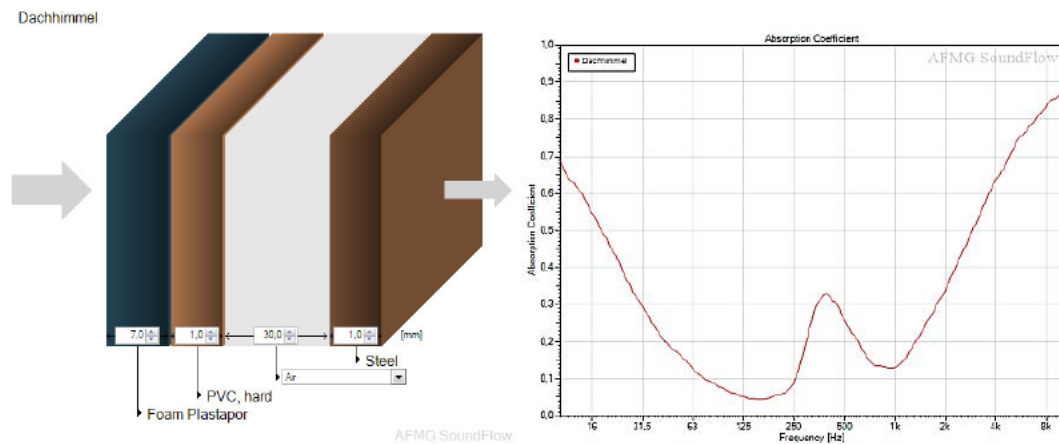 Dachhimmel
7,0
1,0
30,0
1,0
[mm]
Steel
Air
PVC, hard
Foam Plastapor
AFMG SoundFlow
Absorption Coefficient
AFMG SoundFlow
Dachhimmel
Absorption Coefficient
1,0
0,9
0,8
0,7
0,6
0,5
0,4
0,3
0,2
0,1
0,0
16 31,5 63 125 250 500 1k 2k 4k 8k
Frequency [Hz]